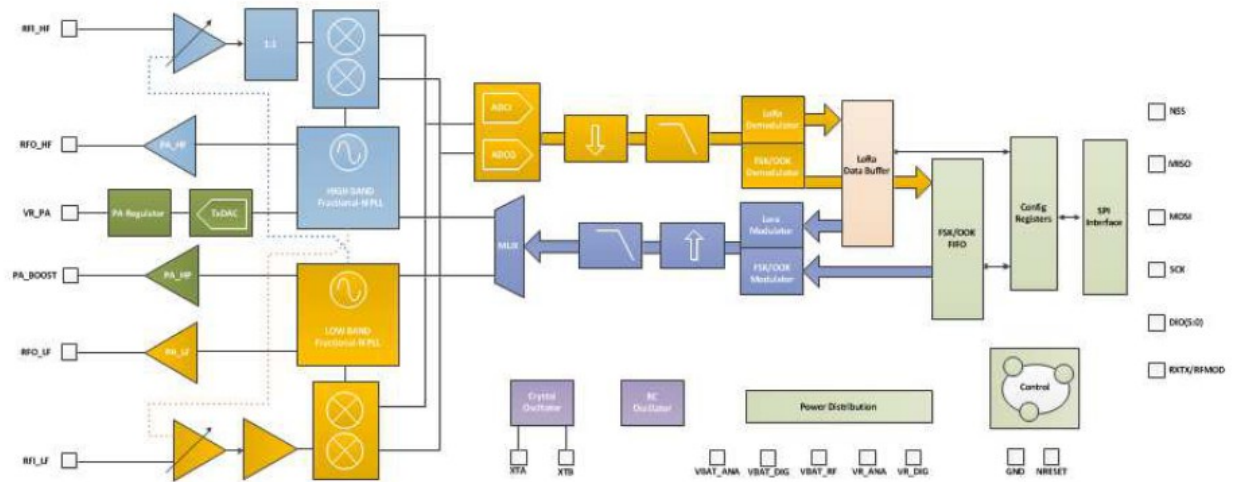 RFI_HF
1:1
ADCI
ADCQ
LoRa
Demodulator
FSK/OOK
Demodulator
LoRa
Data Buffer
NSS
RFO_HF
PA_HF
HIGH-BAND
Fractional-N PLL
MISO
VR_PA
PA Regulator
TxDAC
MUX
Lora
Modulator
FSK/OOK
Modulator
FSK/OOK
FIFO
Config
Registers
SPI
Interface
MOSI
PA_BOOST
PA_HP
SCK
LOW-BAND
Fractional-N PLL
RFO_LF
PA_LF
DIO(5:0)
RXTX/RFMOD
Crystal
Oscillator
RC
Oscillator
Power Distribution
Control
RFI_LF
XTA
XTB
VBAT_ANA
VBAT_DIG
VBAT_RF
VR_ANA
VR_DIG
GND
NRESET